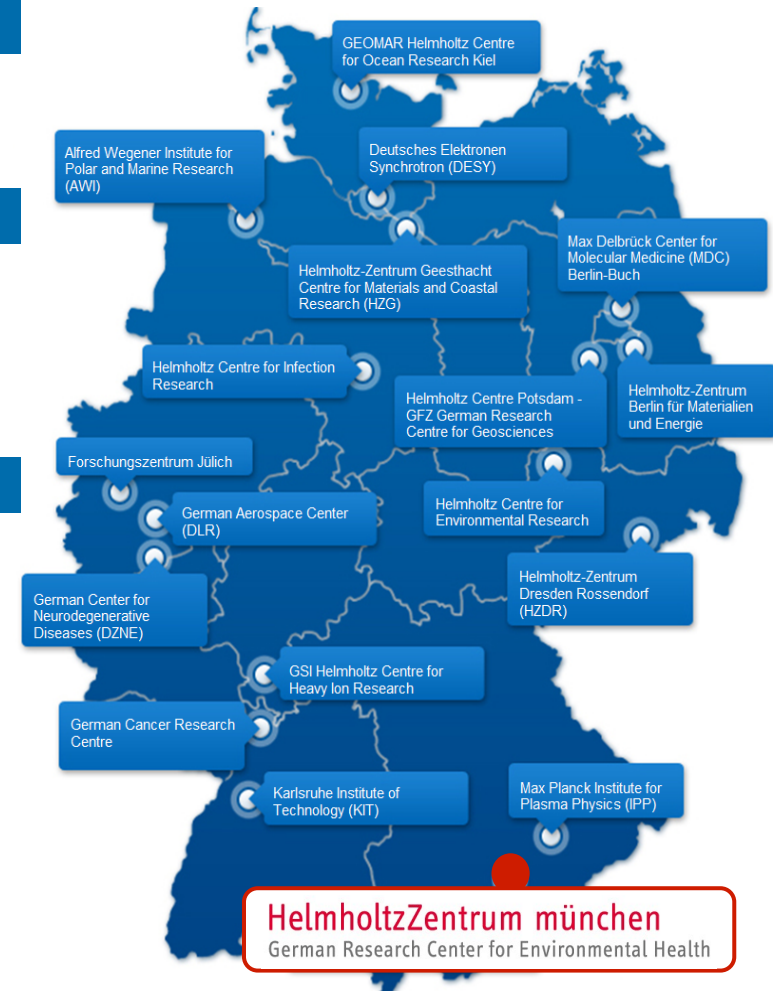 GEOMAR Helmholtz Centre
for Ocean Research Kiel
Alfred Wegener Institute for
Polar and Marine Research
(AWI)
Deutsches Elektronen
Synchrotron (DESY)
Max Delbrück Center for
Molecular Medicine (MDC)
Berlin-Buch
Helmholtz-Zentrum Geesthacht
Centre for Materials and Coastal
Research (HZG)
Helmholtz Centre for Infection
Research
Helmholtz Centre Potsdam -
GFZ German Research
Centre for Geosciences
Helmholtz-Zentrum
Berlin für Materialien
und Energie
Forschungszentrum Jülich
German Aerospace Center
(DLR)
Helmholtz Centre for
Environmental Research
Helmholtz-Zentrum
Dresden Rossendorf
(HZDR)
German Center for
Neurodegenerative
Diseases (DZNE)
GSI Helmholtz Centre for
Heavy Ion Research
German Cancer Research
Centre
Karlsruhe Institute of
Technology (KIT)
Max Planck Institute for
Plasma Physics (IPP)
HelmholtzZentrum münchen
German Research Center for Environmental Health